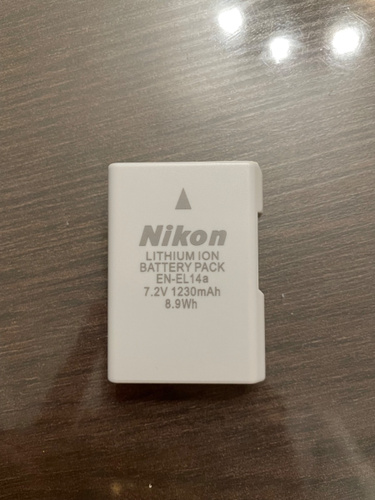 Nikon
LITHIUM ION
BATTERY PACK
EN-EL14a
7.2V 1230mAh
8.9Wh